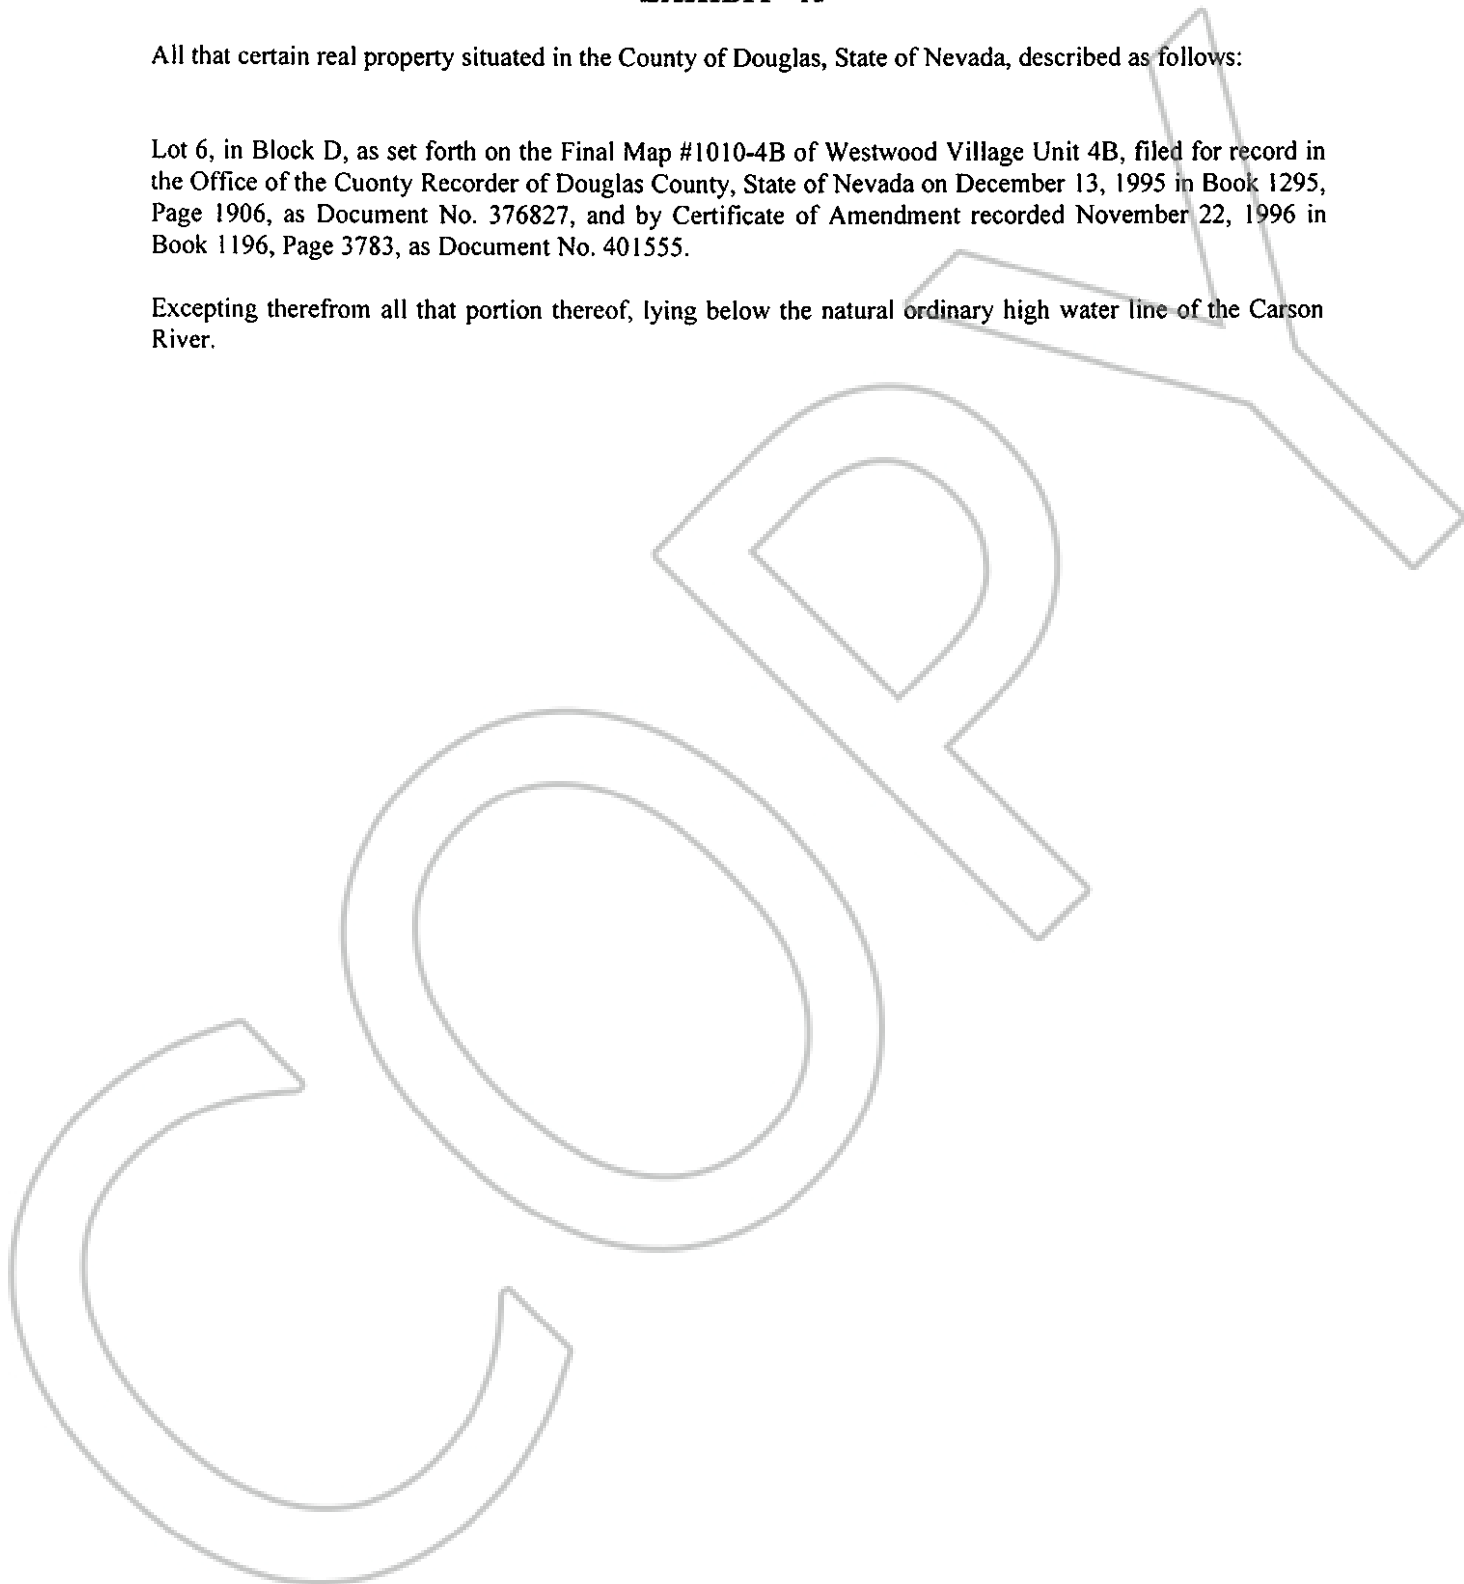 All that certain real property situated in the County of Douglas, State of Nevada, described as follows:
Lot 6, in Block D, as set forth on the Final Map #1010-4B of Westwood Village Unit 4B, filed for record in
the Office of the Cuonty Recorder of Douglas County, State of Nevada on December 13, 1995 in Book 1295,
Page 1906, as Document No. 376827, and by Certificate of Amendment recorded November 22, 1996 in
Book 1196, Page 3783, as Document No. 401555.
Excepting therefrom all that portion thereof, lying below the natural ordinary high water line of the Carson
River.
COPY